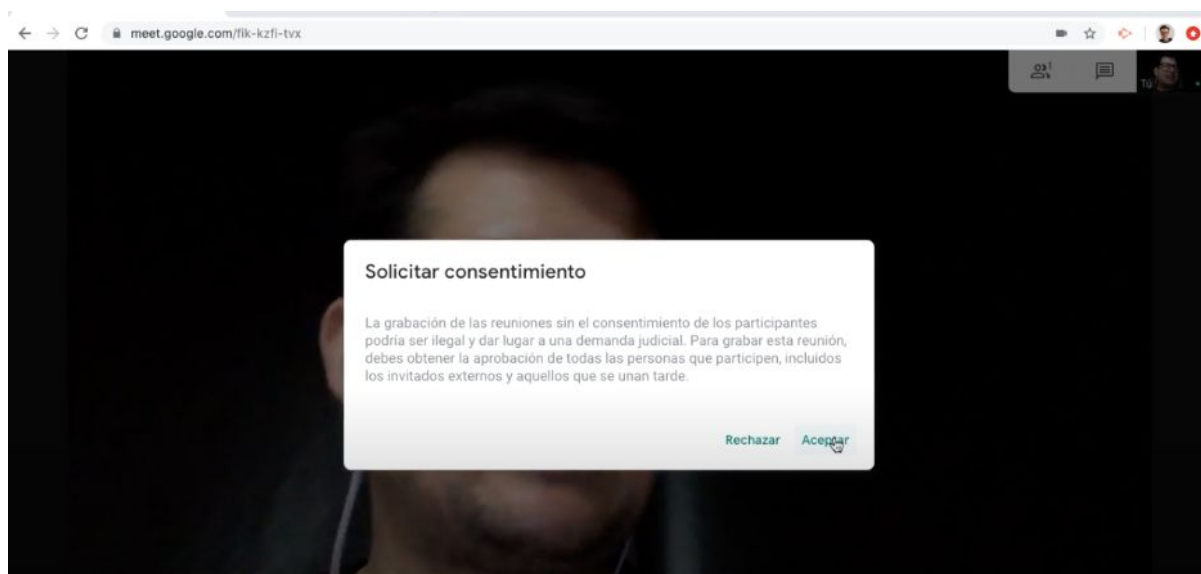 meet.google.com/fik-kzfi-tvx
1
Tú
Solicitar consentimiento
La grabación de las reuniones sin el consentimiento de los participantes
podría ser ilegal y dar lugar a una demanda judicial. Para grabar esta reunión,
debes obtener la aprobación de todas las personas que participen, incluidos
los invitados externos y aquellos que se unan tarde.
Rechazar Aceptar